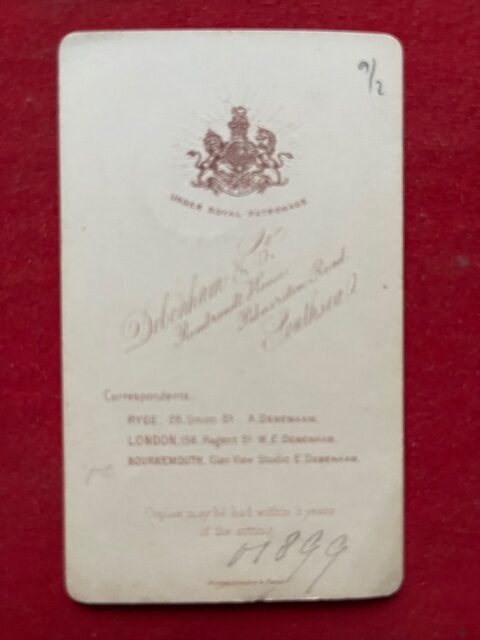 9/2
UNDER ROYAL PATRONAGE
Debenham & Co
Rembrandt House
Palmerston Road
Southsea
Correspondents.
RYDE. 26, Union St A. DEBENHAM.
LONDON, 158, Regent St W. E. DEBENHAM.
BOURNEMOUTH, Glen View Studio E. DEBENHAM.
Copies may be had within 3 years
of the sitting
01899